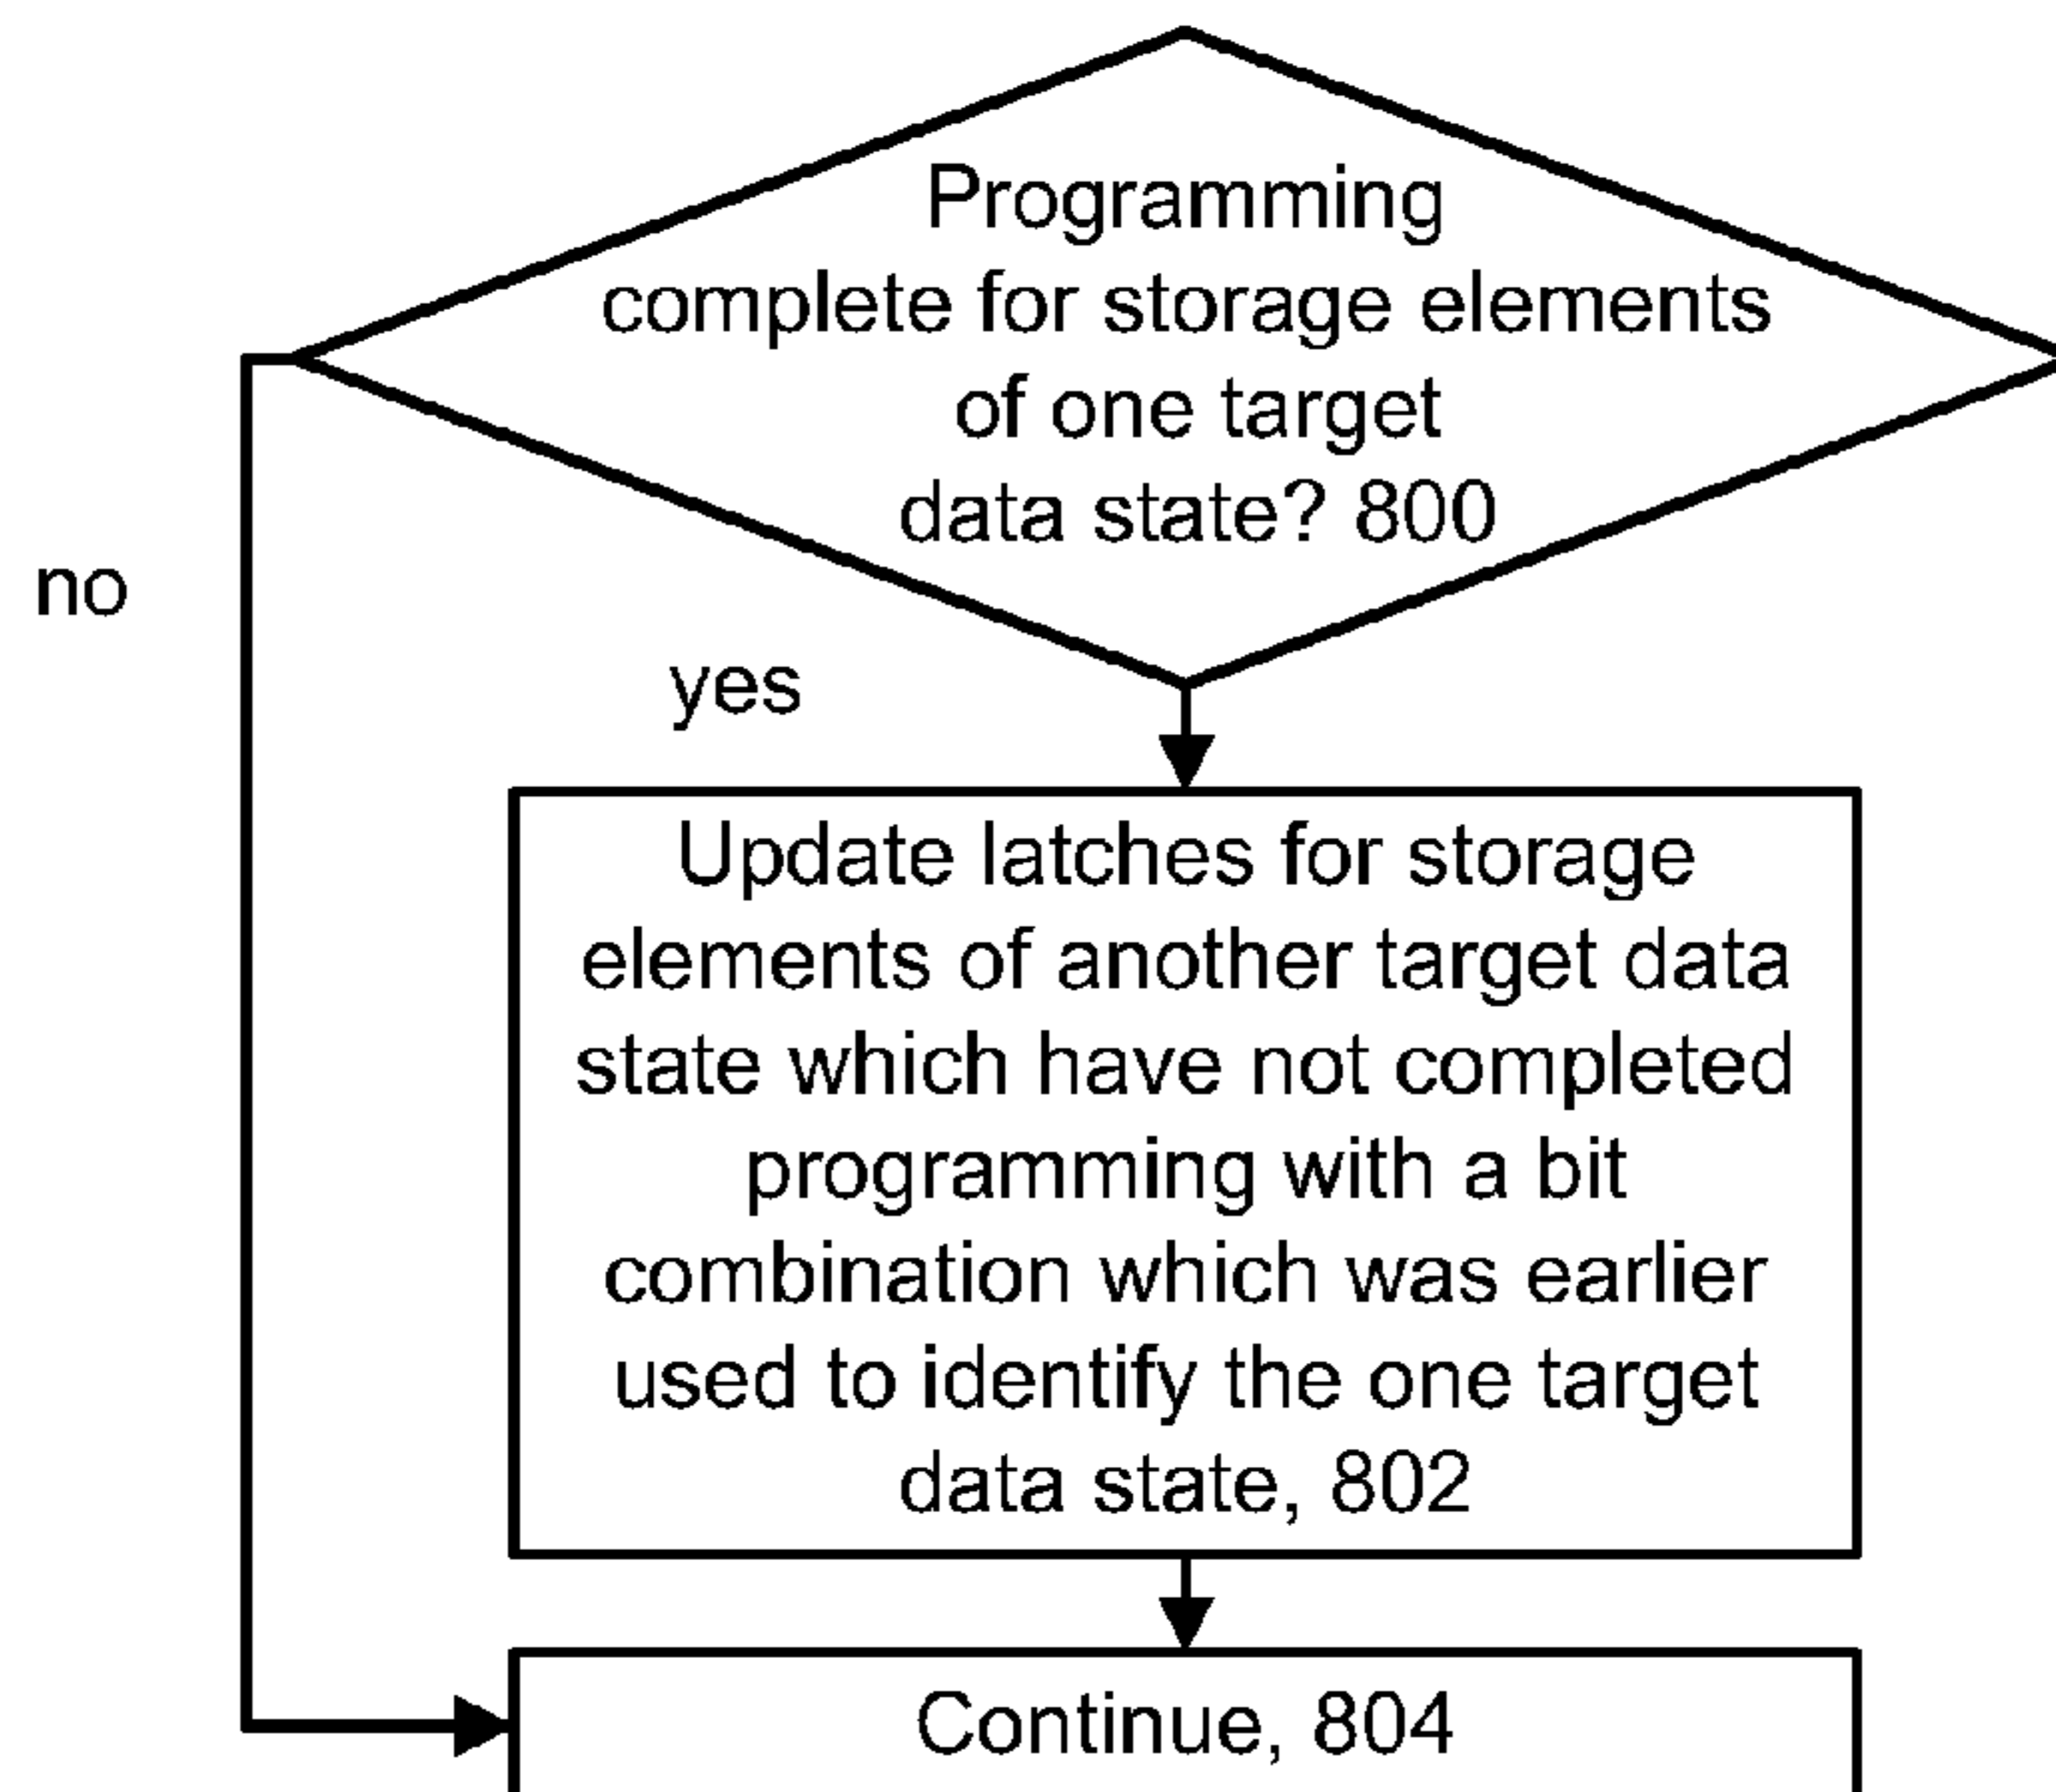 Programming
complete for storage elements
of one target
data state? 800
no
yes
Update latches for storage
elements of another target data
state which have not completed
programming with a bit
combination which was earlier
used to identify the one target
data state, 802
Continue, 804